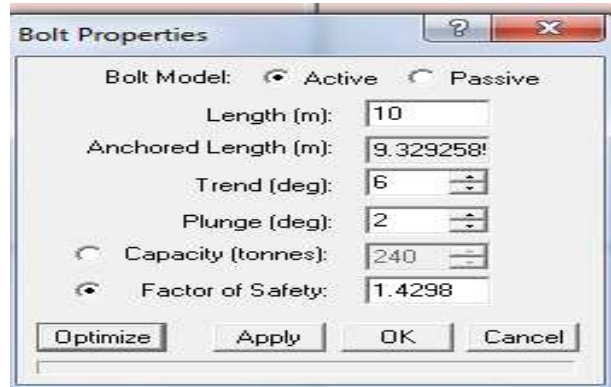 Bolt Properties
Bolt Model: Active Passive
Length (m): 10
Anchored Length (m): 9.3292585
Trend (deg): 6
Plunge (deg): 2
Capacity (tonnes): 240
Factor of Safety: 1.4298
Optimize Apply OK Cancel